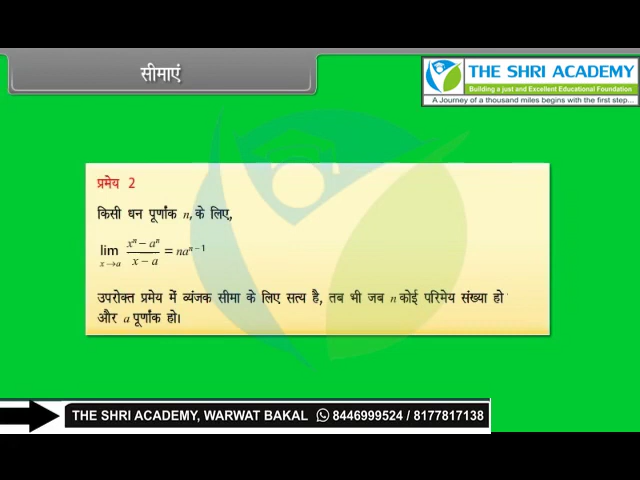 सीमाएं
THE SHRI ACADEMY
Building a just and Excellent Educational Foundation
A Journey of a thousand miles begins with the first step...
प्रमेय 2
किसी धन पूर्णांक n, के लिए,
lim x→a (xⁿ – aⁿ)/(x – a) = naⁿ⁻¹
उपरोक्त प्रमेय में व्यंजक सीमा के लिए सत्य है, तब भी जब n कोई परिमेय संख्या हो
और a पूर्णांक हो।
THE SHRI ACADEMY, WARWAT BAKAL 8446999524 / 8177817138